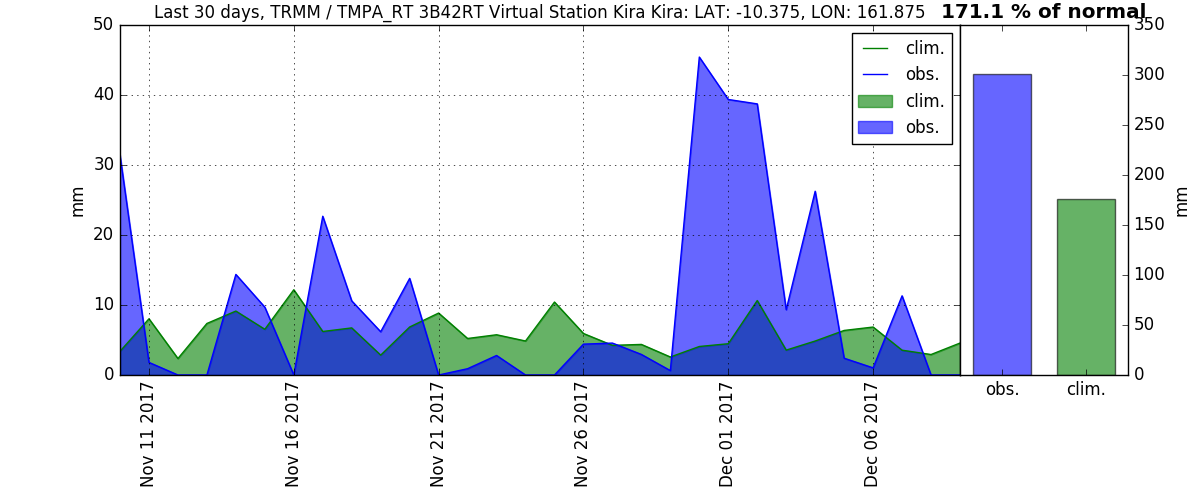 Last 30 days, TRMM / TMPA_RT 3B42RT Virtual Station Kira Kira: LAT: -10.375, LON: 161.875 171.1 % of normal
50
40
30
20
10
0
mm
clim.
obs.
clim.
obs.
350
300
250
200
150
100
50
0
mm
obs.
clim.
Nov 11 2017
Nov 16 2017
Nov 21 2017
Nov 26 2017
Dec 01 2017
Dec 06 2017